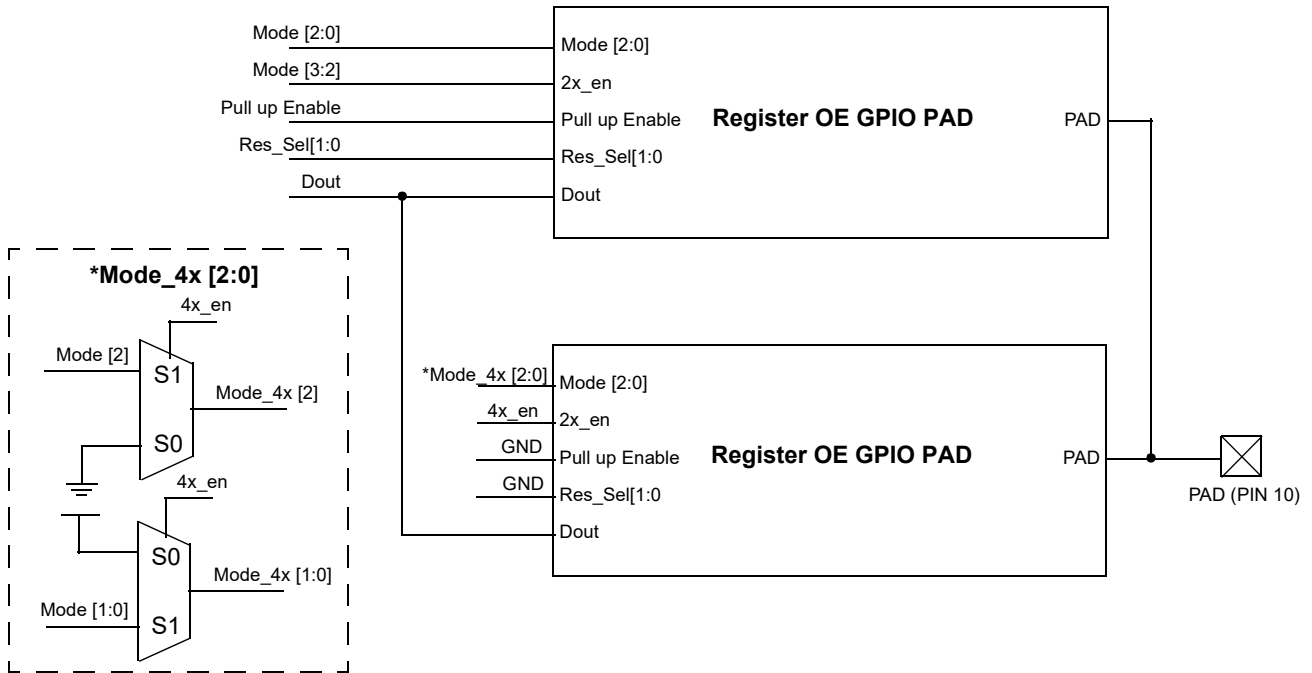 Mode [2:0]
Mode [3:2]
Pull up Enable
Res_Sel[1:0
Dout
Mode [2:0]
2x_en
Pull up Enable
Res_Sel[1:0
Dout
Register OE GPIO PAD
PAD
*Mode_4x [2:0]
4x_en
Mode [2]
S1
Mode_4x [2]
S0
4x_en
S0
Mode_4x [1:0]
Mode [1:0]
S1
*Mode_4x [2:0]
4x_en
GND
GND
Mode [2:0]
2x_en
Pull up Enable
Res_Sel[1:0
Dout
Register OE GPIO PAD
PAD
PAD (PIN 10)